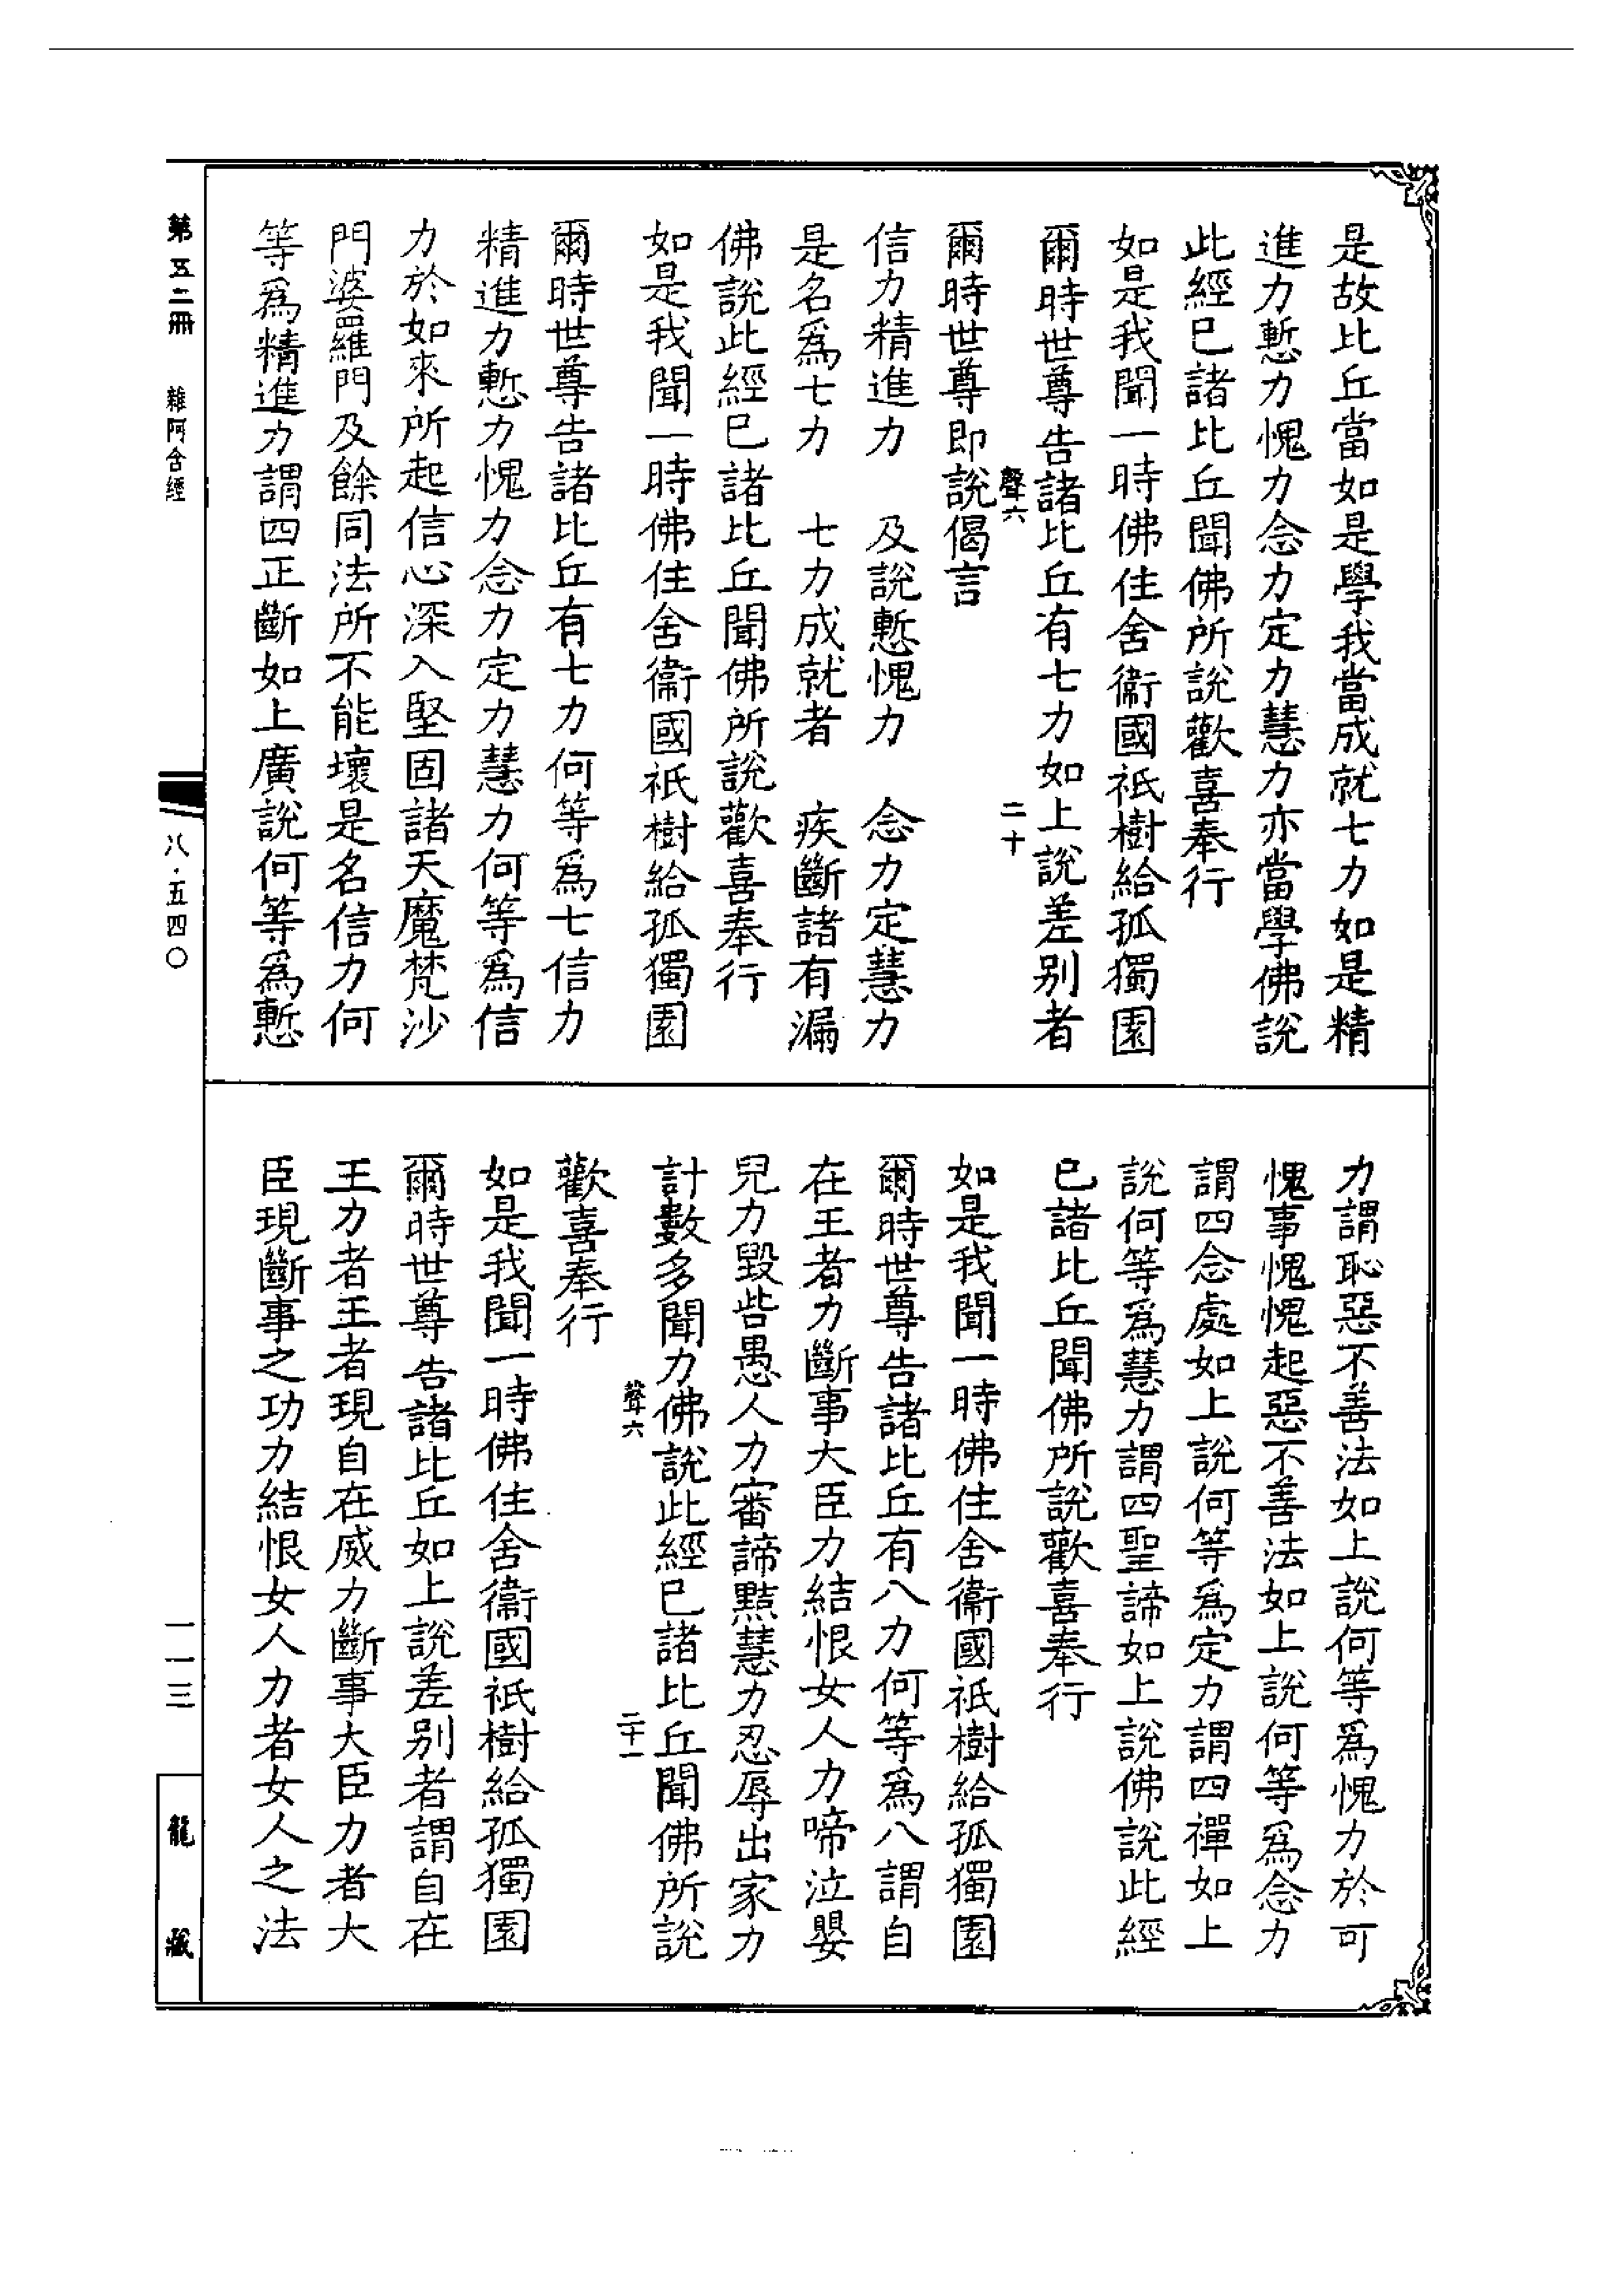 是故比丘當如是學我當成就七力如是精
進力慙力愧力念力定力慧力亦當學佛說
此經已諸比丘聞佛所說歡喜奉行
如是我聞一時佛住舍衞國祇樹給孤獨園
爾時世尊告諸比丘有七力如上說差別者
聲六 二十
爾時世尊即說偈言
信力精進力 及說慙愧力 念力定慧力
是名爲七力 七力成就者 疾斷諸有漏
佛說此經已諸比丘聞佛所說歡喜奉行
如是我聞一時佛住舍衞國祇樹給孤獨園
爾時世尊告諸比丘有七力何等爲七信力
精進力慙力愧力念力定力慧力何等爲信
力於如來所起信心深入堅固諸天魔梵沙
門婆羅門及餘同法所不能壞是名信力何
等爲精進力謂四正斷如上廣說何等爲慙
力謂恥惡不善法如上說何等爲愧力於可
愧事愧愧起惡不善法如上說何等爲念力
謂四念處如上說何等爲定力謂四禪如上
說何等爲慧力謂四聖諦如上說佛說此經
已諸比丘聞佛所說歡喜奉行
如是我聞一時佛住舍衞國祇樹給孤獨園
爾時世尊告諸比丘有八力何等爲八謂自
在王者力斷事大臣力結恨女人力啼泣嬰
兒力毀呰愚人力審諦黠慧力忍辱出家力
計數多聞力佛說此經已諸比丘聞佛所說
聲六 二十一
歡喜奉行
如是我聞一時佛住舍衞國祇樹給孤獨園
爾時世尊告諸比丘如上說差別者謂自在
王力者王者現自在威力斷事大臣力者大
臣現斷事之功力結恨女人力者女人之法
第五二冊 雜阿含經 八·五四〇 一一三 龍藏